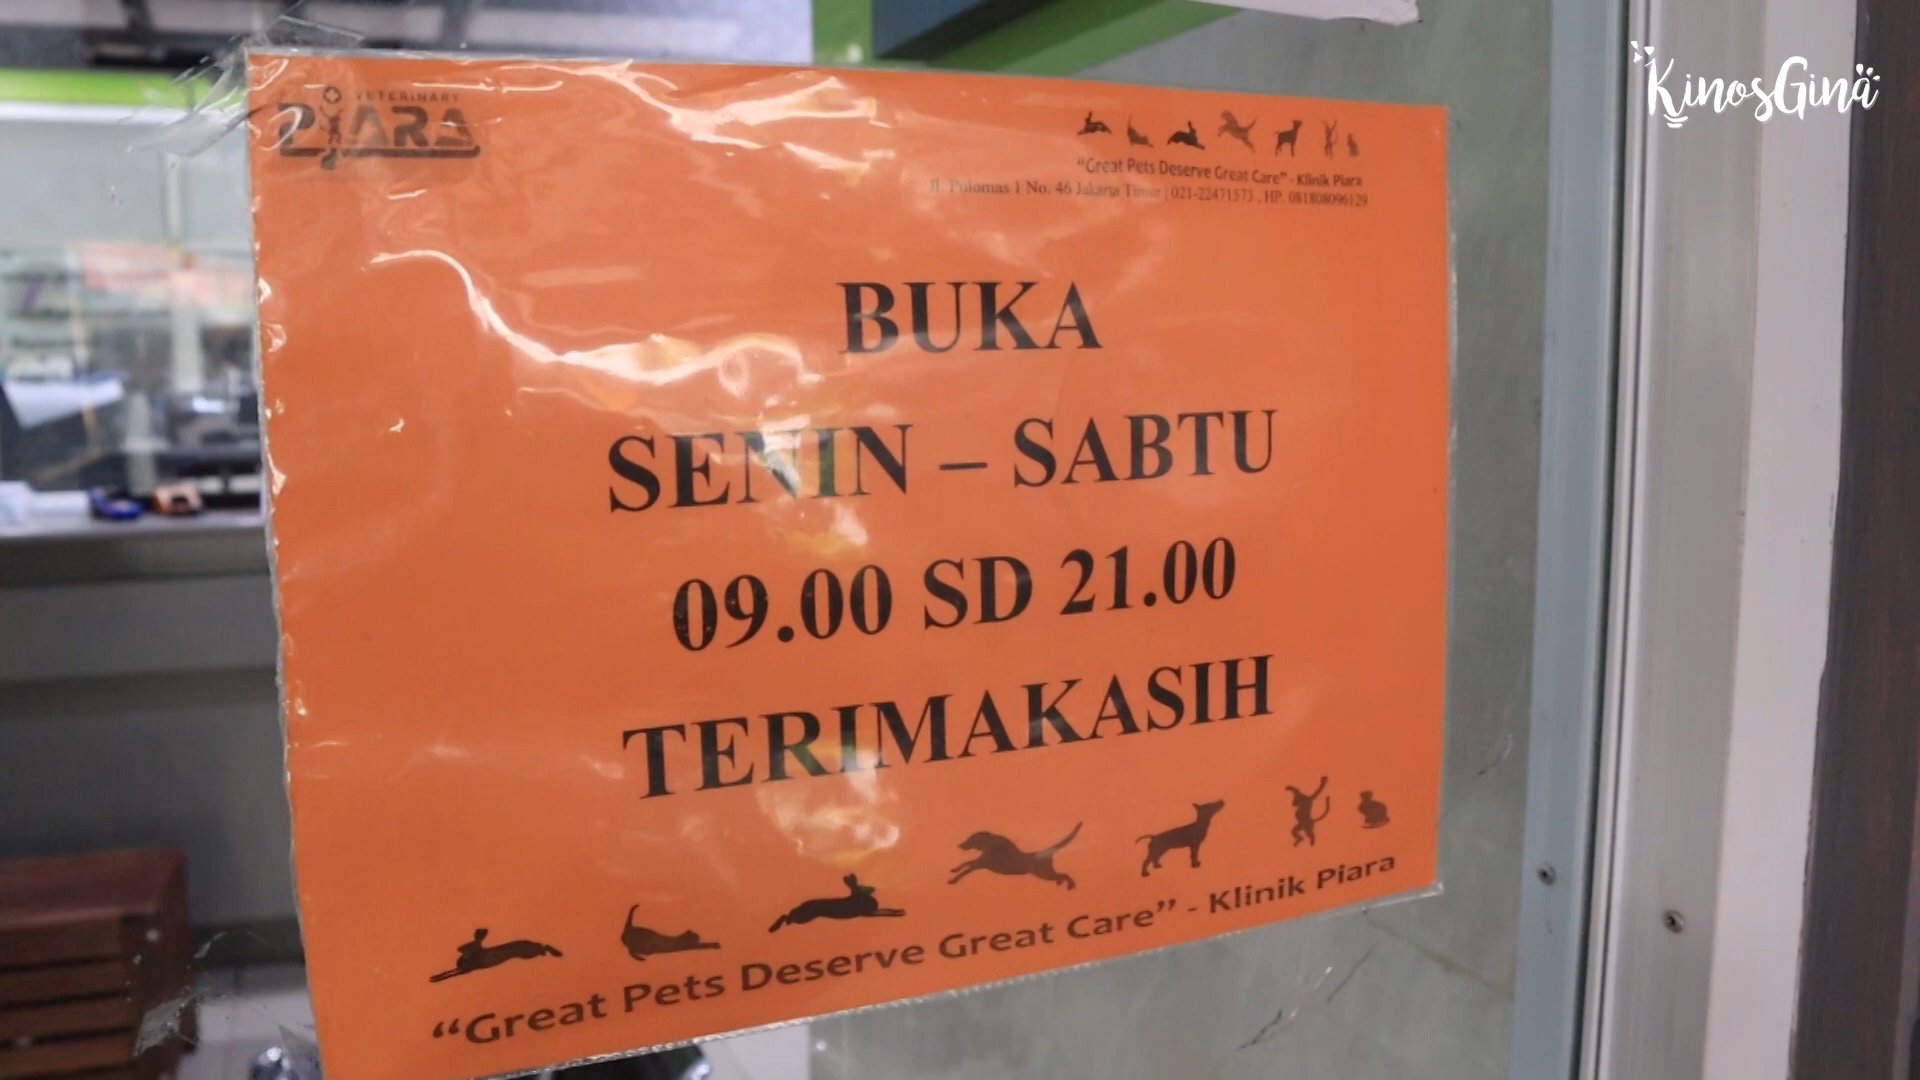 KinosGina
VETERINARY
PIARA
"Great Pets Deserve Great Care" - Klinik Piara
Jl. Pulomas 1 No. 46 Jakarta Timur | 021-22471573 , HP. 081808096129
BUKA
SENIN – SABTU
09.00 SD 21.00
TERIMAKASIH
"Great Pets Deserve Great Care" - Klinik Piara